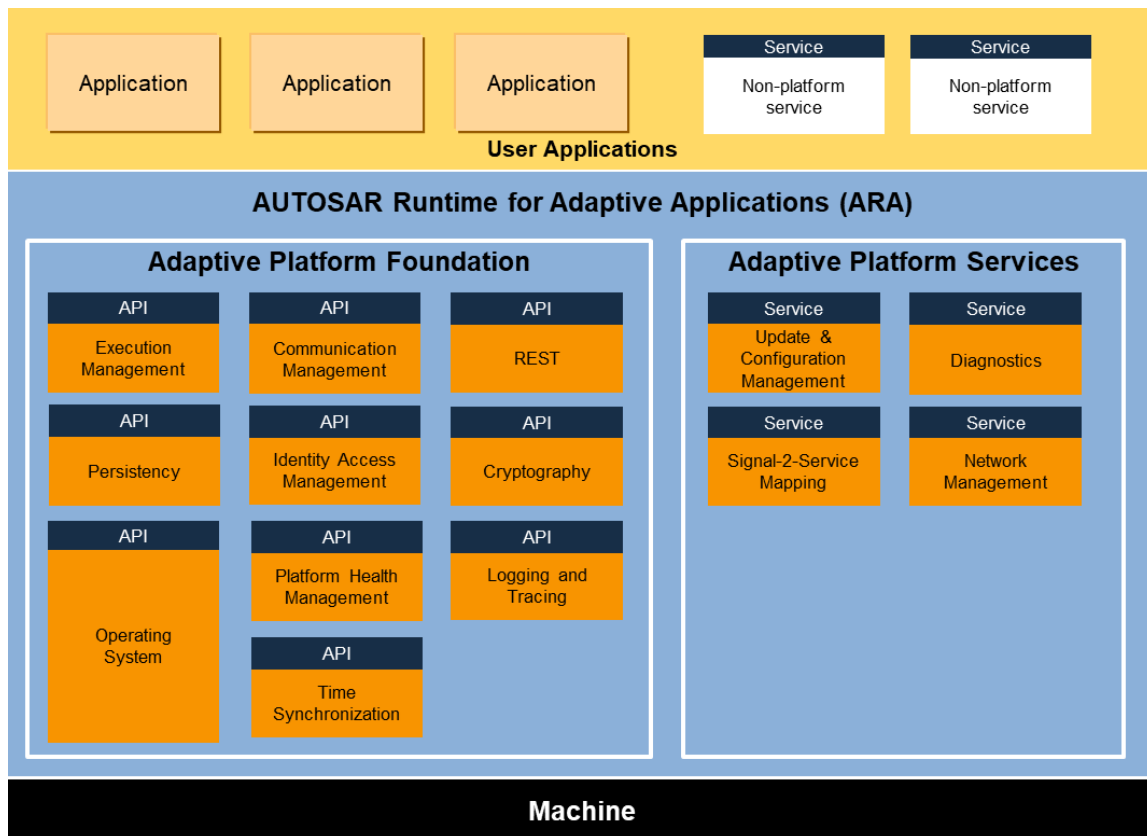 Application
Application
Application
Service
Non-platform
service
Service
Non-platform
service
User Applications
AUTOSAR Runtime for Adaptive Applications (ARA)
Adaptive Platform Foundation
API
Execution
Management
API
Communication
Management
API
REST
API
Persistency
API
Identity Access
Management
API
Cryptography
API
Operating
System
API
Platform Health
Management
API
Logging and
Tracing
API
Time
Synchronization
Adaptive Platform Services
Service
Update &
Configuration
Management
Service
Diagnostics
Service
Signal-2-Service
Mapping
Service
Network
Management
Machine